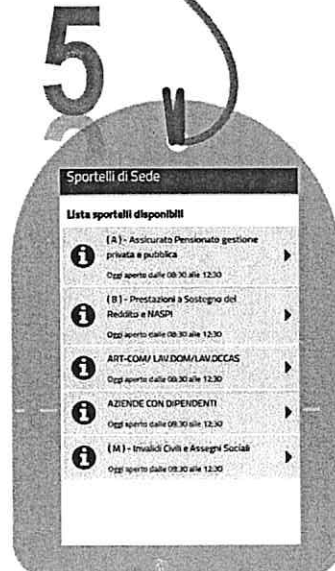 5
Sportelli di Sede
Lista sportelli disponibili
(A) - Assicurato Pensionato gestione
privata e pubblica
Oggi aperto dalle 08:30 alle 12:30
(B) - Prestazioni a Sostegno del
Reddito e NASPI
Oggi aperto dalle 08:30 alle 12:30
ART-COM/ LAV.DOM/LAV.OCCAS
Oggi aperto dalle 08:30 alle 12:30
AZIENDE CON DIPENDENTI
Oggi aperto dalle 08:30 alle 12:30
(M) - Invalidi Civili e Assegni Sociali
Oggi aperto dalle 08:30 alle 12:30